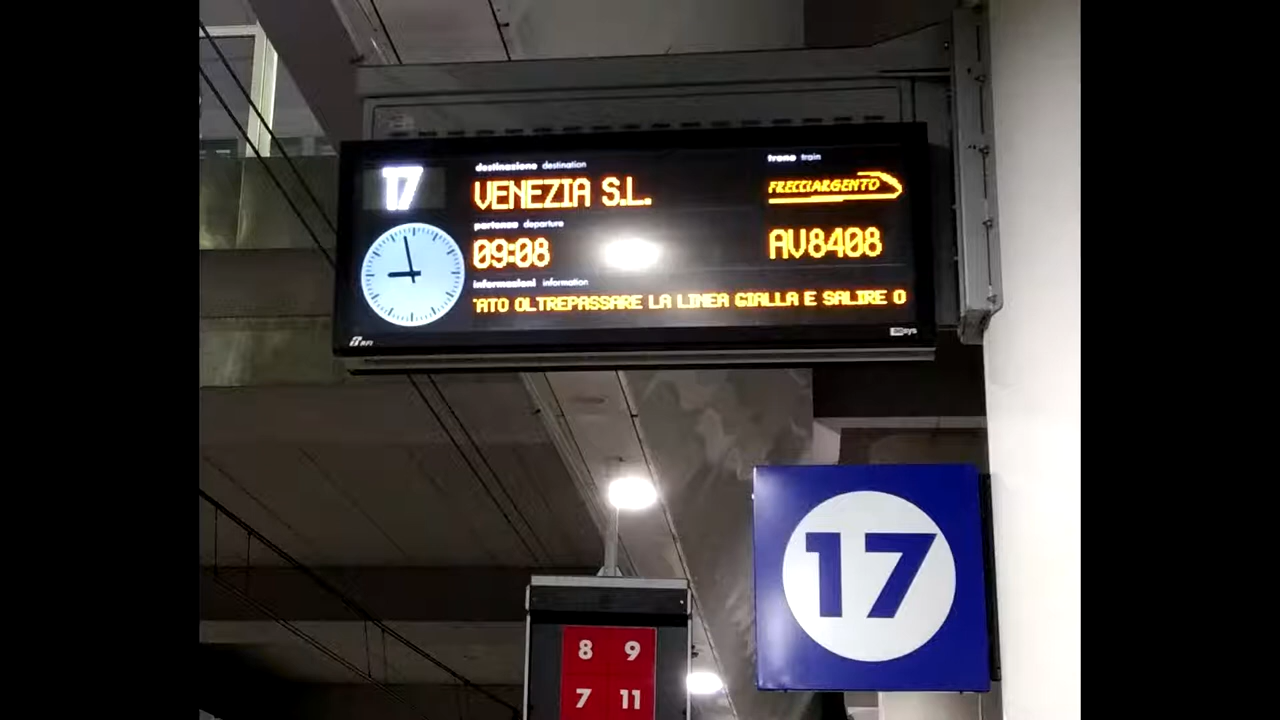 17
destinazione destination
treno train
VENEZIA S.L.
FRECCIARGENTO
partenza departure
09:08
AV8408
informazioni information
ATO OLTREPASSARE LA LINEA GIALLA E SALIRE O
RFI
17
8 9
7 11